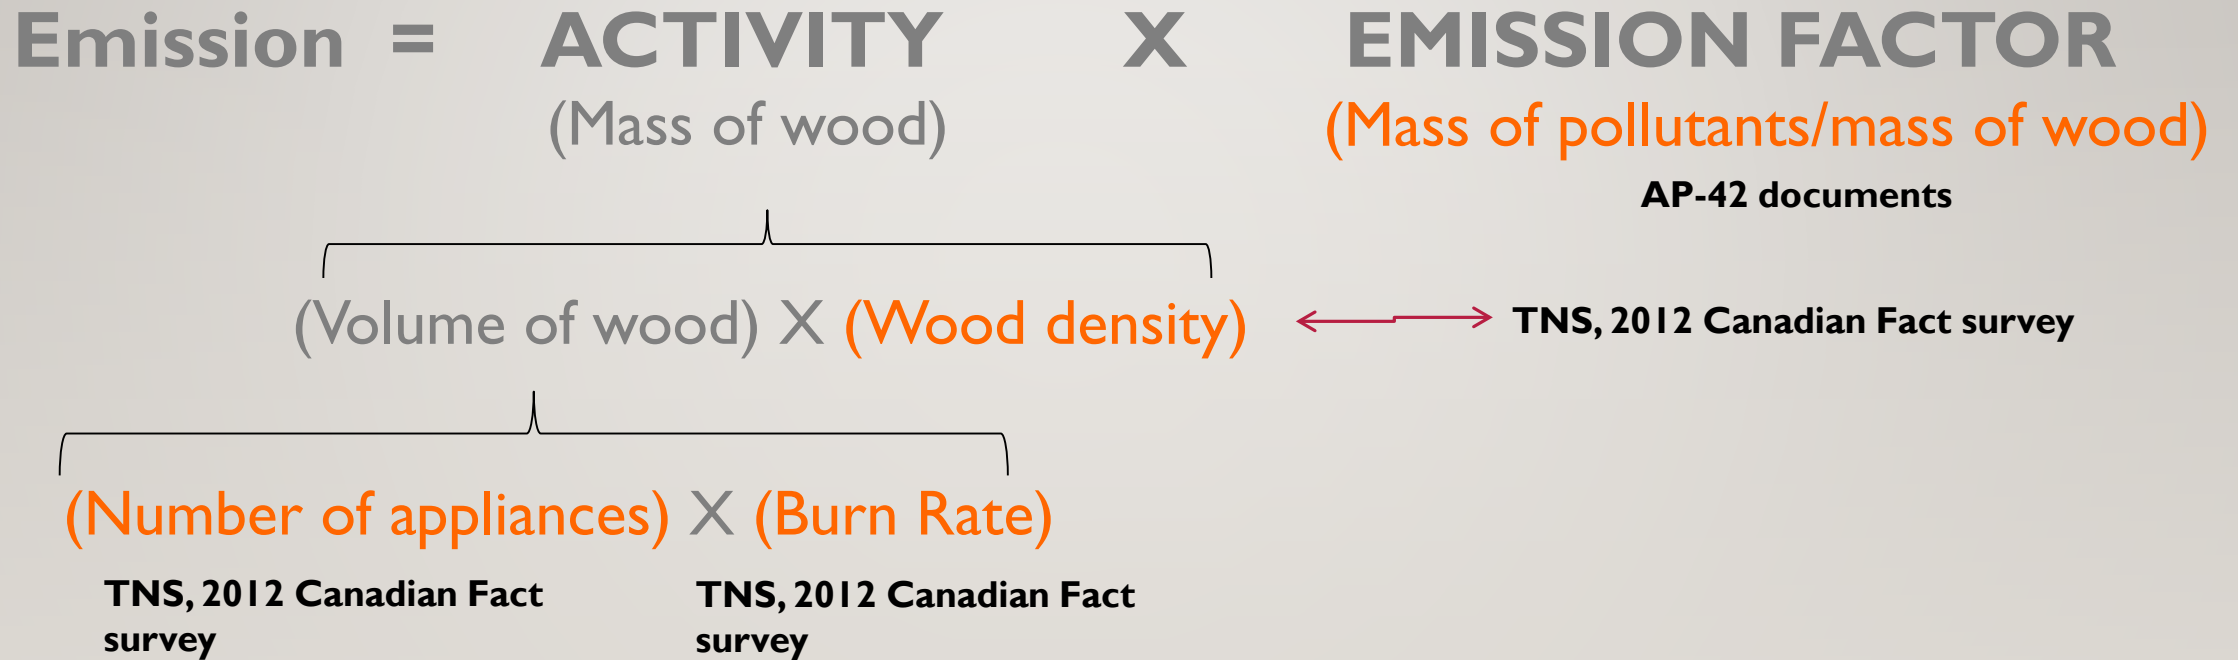 Emission = ACTIVITY X EMISSION FACTOR
(Mass of wood) (Mass of pollutants/mass of wood)
AP-42 documents
(Volume of wood) X (Wood density) TNS, 2012 Canadian Fact survey
(Number of appliances) X (Burn Rate)
TNS, 2012 Canadian Fact
survey
TNS, 2012 Canadian Fact
survey